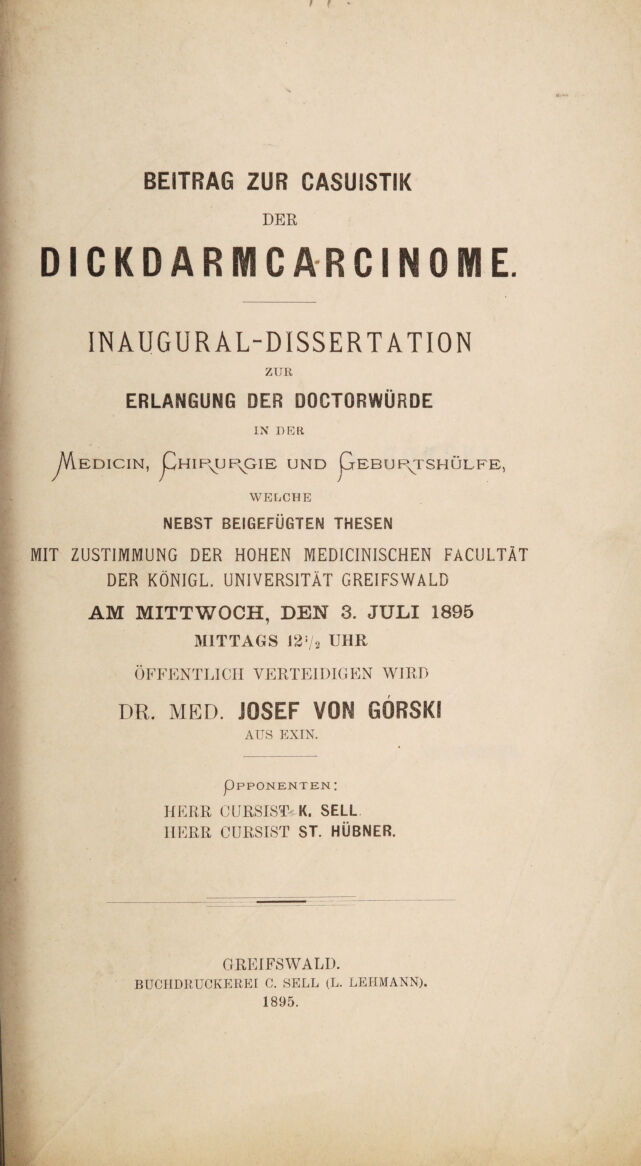 BEITRAG ZUR CASUISTIK
DER
DICKDARMCARCINOME.
INAUGURAL-DISSERTATION
ZUR
ERLANGUNG DER DOCTORWÜRDE
IN DER
MEDICIN, CHIRURGIE UND GEBURTSHÜLFE,
WELCHE
NEBST BEIGEFÜGTEN THESEN
MIT ZUSTIMMUNG DER HOHEN MEDICINISCHEN FACULTÄT
DER KÖNIGL. UNIVERSITÄT GREIFSWALD
AM MITTWOCH, DEN 3. JULI 1895
MITTAGS 12½ UHR
ÖFFENTLICH VERTEIDIGEN WIRD
DR. MED. JOSEF VON GÓRSKI
AUS EXIN.
OPPONENTEN:
HERR CURSIST K. SELL.
HERR CURSIST ST. HÜBNER.
GREIFSWALD.
BUCHDRUCKEREI C. SELL (L. LEHMANN).
1895.